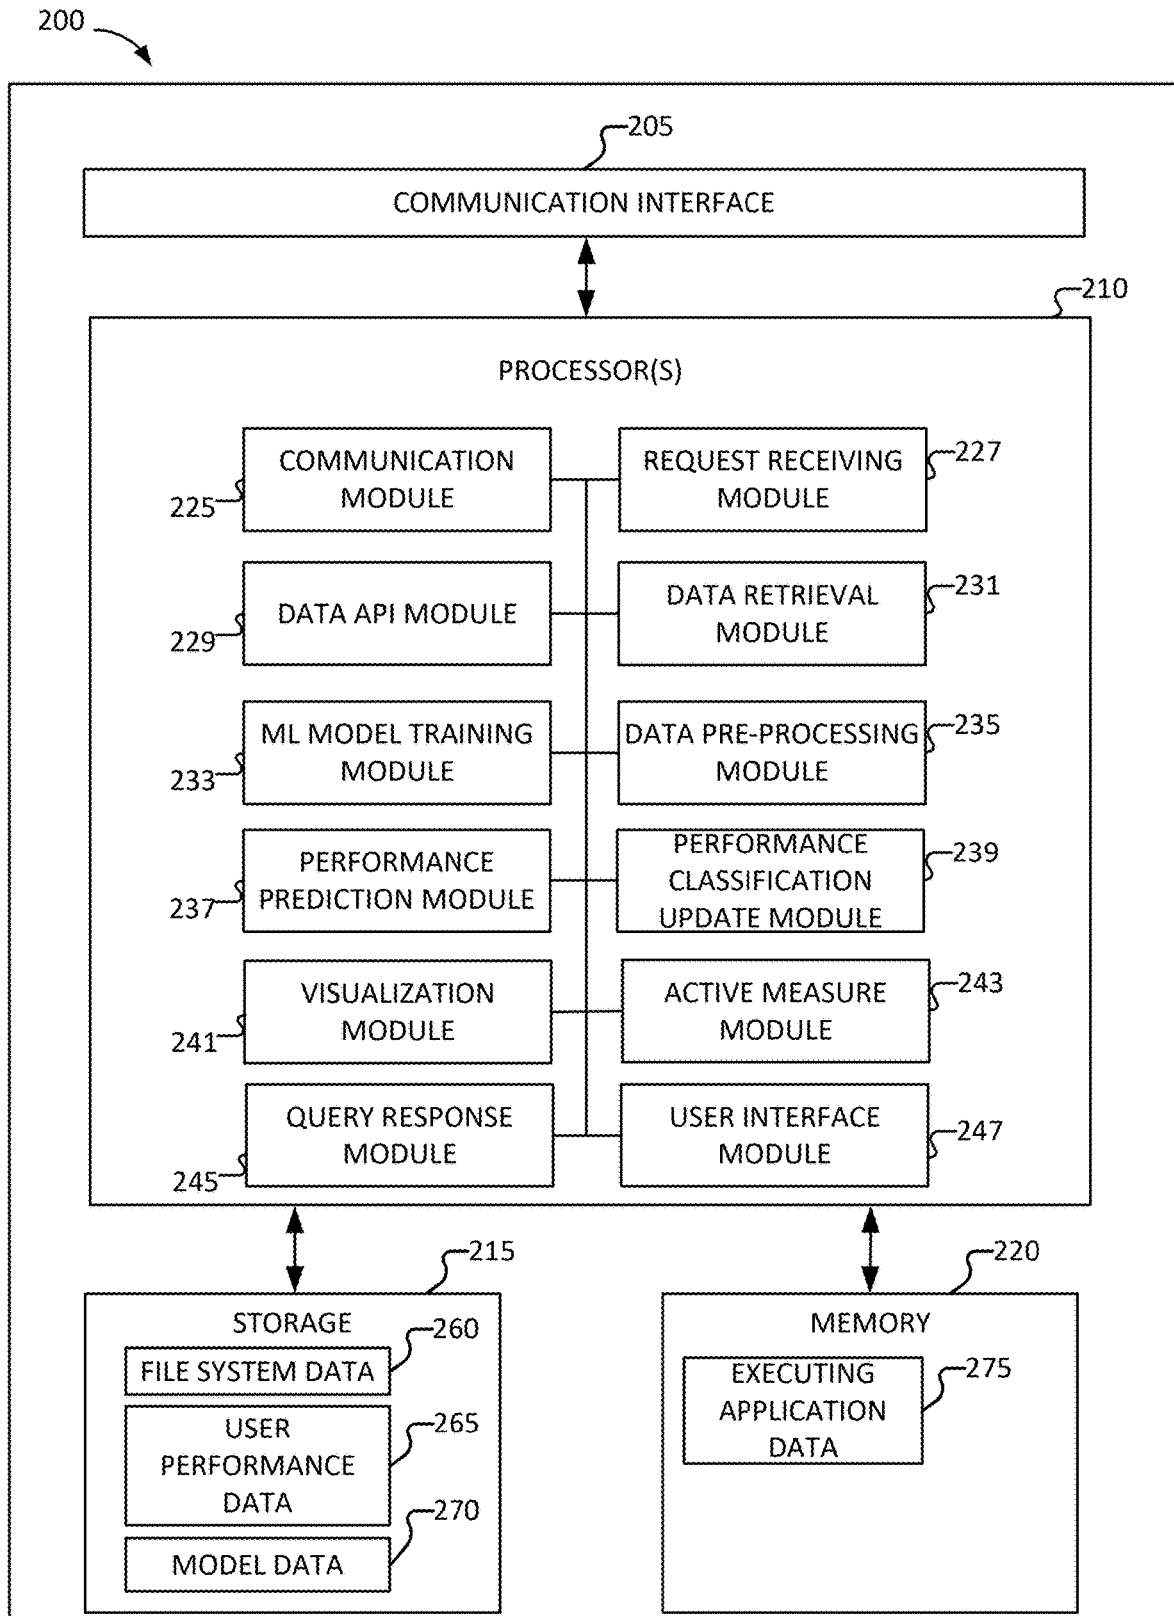 200
205
COMMUNICATION INTERFACE
210
PROCESSOR(S)
COMMUNICATION
MODULE
225
REQUEST RECEIVING
MODULE
227
DATA API MODULE
229
DATA RETRIEVAL
MODULE
231
ML MODEL TRAINING
MODULE
233
DATA PRE-PROCESSING
MODULE
235
PERFORMANCE
PREDICTION MODULE
237
PERFORMANCE
CLASSIFICATION
UPDATE MODULE
239
VISUALIZATION
MODULE
241
ACTIVE MEASURE
MODULE
243
QUERY RESPONSE
MODULE
245
USER INTERFACE
MODULE
247
215
STORAGE
260
FILE SYSTEM DATA
USER
PERFORMANCE
DATA
265
270
MODEL DATA
220
MEMORY
EXECUTING
APPLICATION
DATA
275